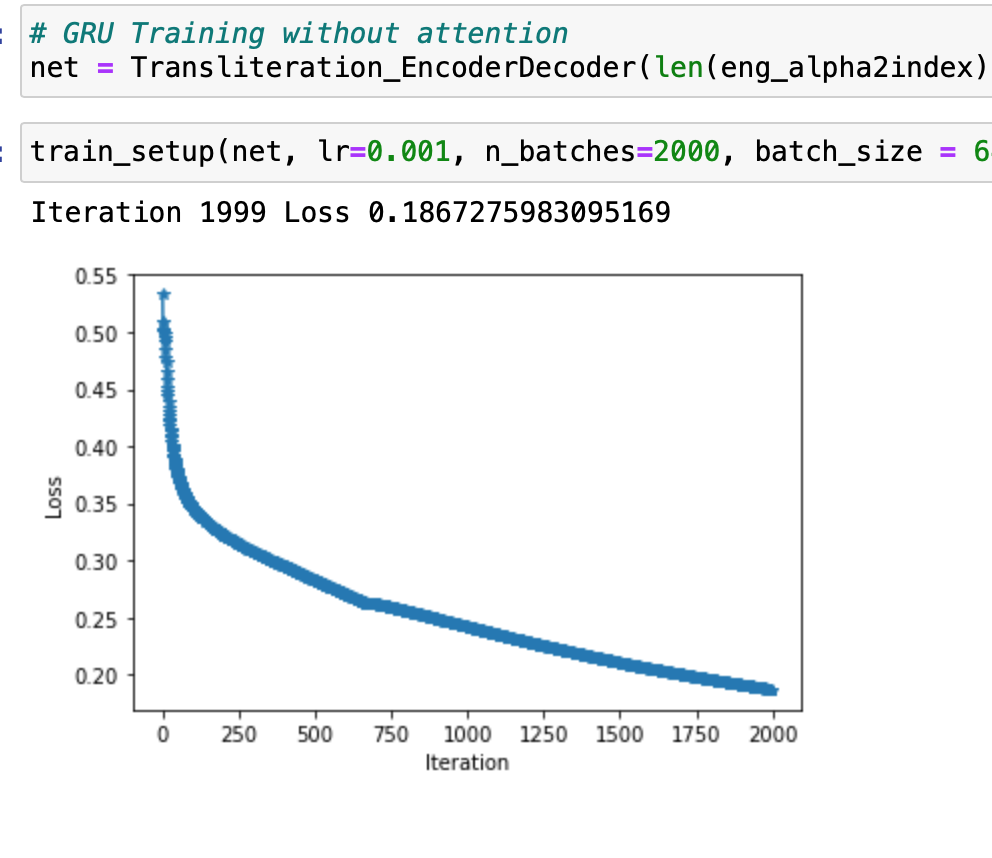 # GRU Training without attention
net = Transliteration_EncoderDecoder(len(eng_alpha2index)
train_setup(net, lr=0.001, n_batches=2000, batch_size = 6
Iteration 1999 Loss 0.1867275983095169
0.55
0.50
0.45
0.40
0.35
0.30
0.25
0.20
Loss
0 250 500 750 1000 1250 1500 1750 2000
Iteration